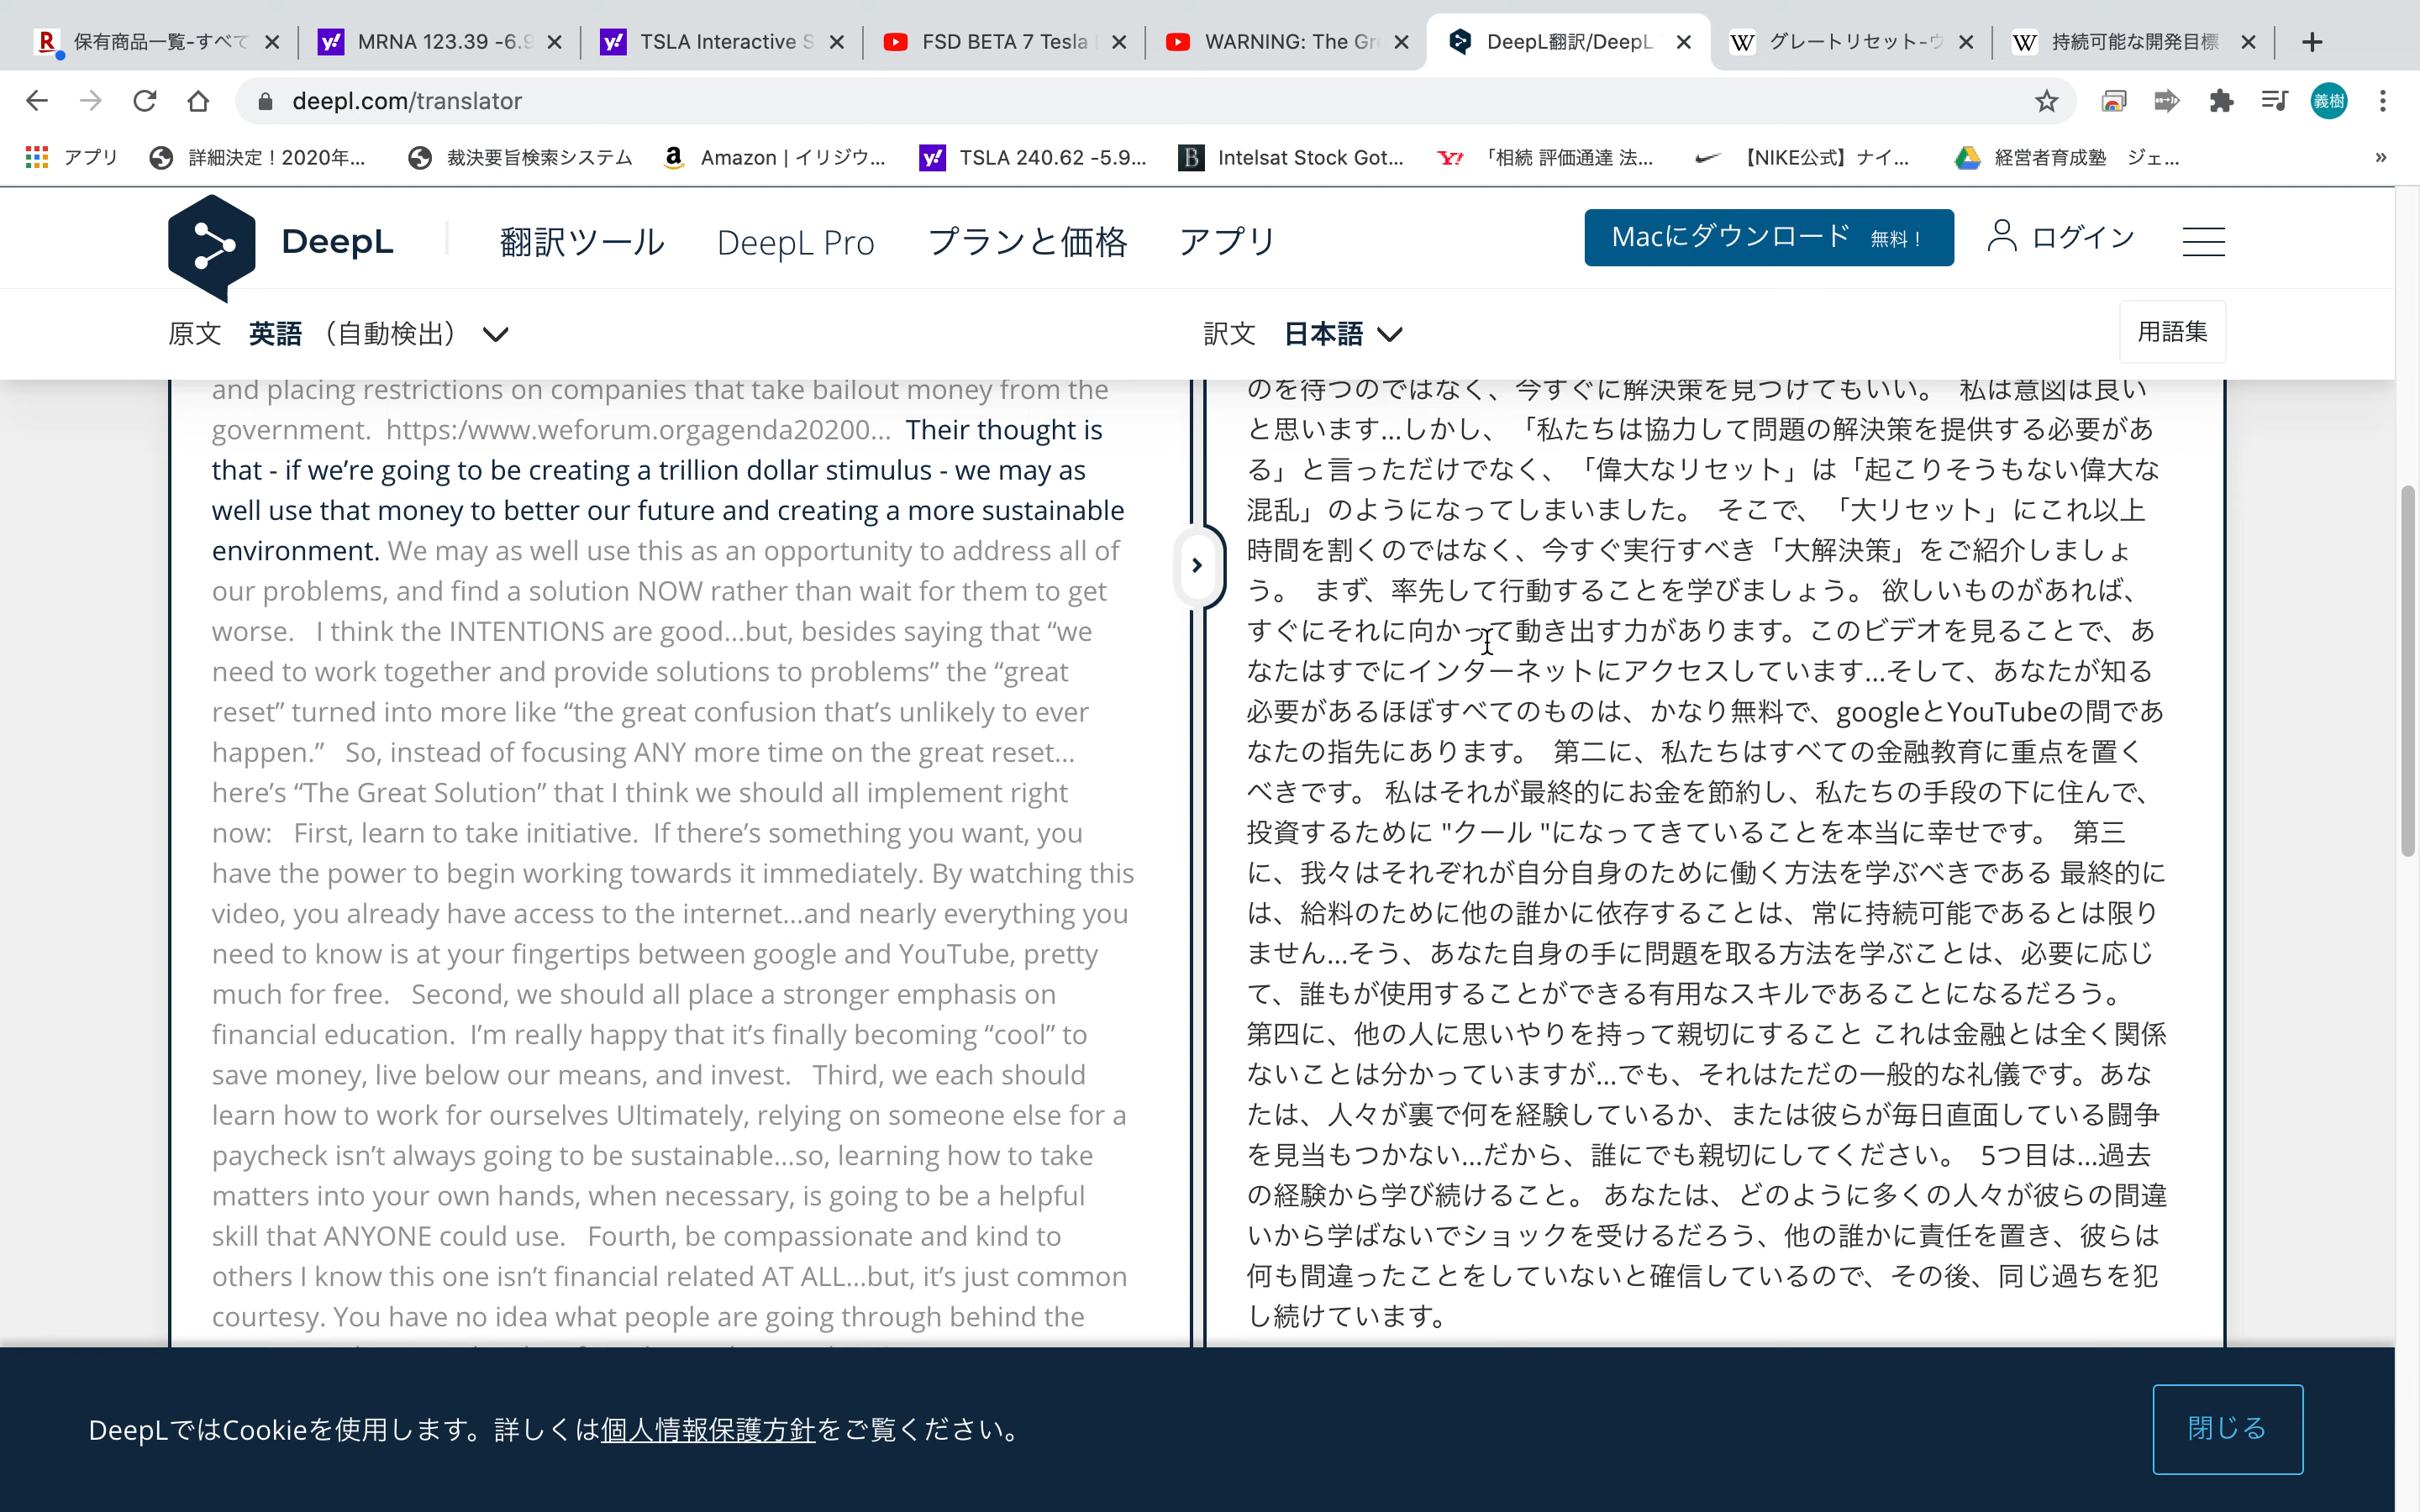 保有商品一覧-すべて
MRNA 123.39 -6.9
TSLA Interactive S
FSD BETA 7 Tesla
WARNING: The Gr
DeepL翻訳/DeepL
グレートリセット-ウ
持続可能な開発目標
deepl.com/translator
義樹
アプリ
詳細決定！2020年...
裁決要旨検索システム
Amazon | イリジウ...
TSLA 240.62 -5.9...
Intelsat Stock Got...
「相続 評価通達 法...
【NIKE公式】ナイ...
経営者育成塾 ジェ...
»
DeepL
翻訳ツール
DeepL Pro
プランと価格
アプリ
Macにダウンロード 無料！
ログイン
原文 英語 （自動検出）
訳文 日本語
用語集
and placing restrictions on companies that take bailout money from the
government. https:/www.weforum.orgagenda20200... Their thought is
that - if we’re going to be creating a trillion dollar stimulus - we may as
well use that money to better our future and creating a more sustainable
environment. We may as well use this as an opportunity to address all of
our problems, and find a solution NOW rather than wait for them to get
worse. I think the INTENTIONS are good...but, besides saying that “we
need to work together and provide solutions to problems” the “great
reset” turned into more like “the great confusion that’s unlikely to ever
happen.” So, instead of focusing ANY more time on the great reset...
here’s “The Great Solution” that I think we should all implement right
now: First, learn to take initiative. If there’s something you want, you
have the power to begin working towards it immediately. By watching this
video, you already have access to the internet...and nearly everything you
need to know is at your fingertips between google and YouTube, pretty
much for free. Second, we should all place a stronger emphasis on
financial education. I’m really happy that it’s finally becoming “cool” to
save money, live below our means, and invest. Third, we each should
learn how to work for ourselves Ultimately, relying on someone else for a
paycheck isn’t always going to be sustainable...so, learning how to take
matters into your own hands, when necessary, is going to be a helpful
skill that ANYONE could use. Fourth, be compassionate and kind to
others I know this one isn’t financial related AT ALL...but, it’s just common
courtesy. You have no idea what people are going through behind the
のを待つのではなく、今すぐに解決策を見つけてもいい。 私は意図は良い
と思います...しかし、「私たちは協力して問題の解決策を提供する必要があ
る」と言っただけでなく、「偉大なリセット」は「起こりそうもない偉大な
混乱」のようになってしまいました。 そこで、「大リセット」にこれ以上
時間を割くのではなく、今すぐ実行すべき「大解決策」をご紹介しましょ
う。 まず、率先して行動することを学びましょう。 欲しいものがあれば、
すぐにそれに向かって動き出す力があります。このビデオを見ることで、あ
なたはすでにインターネットにアクセスしています...そして、あなたが知る
必要があるほぼすべてのものは、かなり無料で、googleとYouTubeの間であ
なたの指先にあります。 第二に、私たちはすべての金融教育に重点を置く
べきです。 私はそれが最終的にお金を節約し、私たちの手段の下に住んで、
投資するために "クール "になってきていることを本当に幸せです。 第三
に、我々はそれぞれが自分自身のために働く方法を学ぶべきである 最終的に
は、給料のために他の誰かに依存することは、常に持続可能であるとは限り
ません...そう、あなた自身の手に問題を取る方法を学ぶことは、必要に応じ
て、誰もが使用することができる有用なスキルであることになるだろう。
第四に、他の人に思いやりを持って親切にすること これは金融とは全く関係
ないことは分かっていますが...でも、それはただの一般的な礼儀です。あな
たは、人々が裏で何を経験しているか、または彼らが毎日直面している闘争
を見当もつかない...だから、誰にでも親切にしてください。 5つ目は...過去
の経験から学び続けること。 あなたは、どのように多くの人々が彼らの間違
いから学ばないでショックを受けるだろう、他の誰かに責任を置き、彼らは
何も間違ったことをしていないと確信しているので、その後、同じ過ちを犯
し続けています。
DeepLではCookieを使用します。詳しくは個人情報保護方針をご覧ください。
閉じる